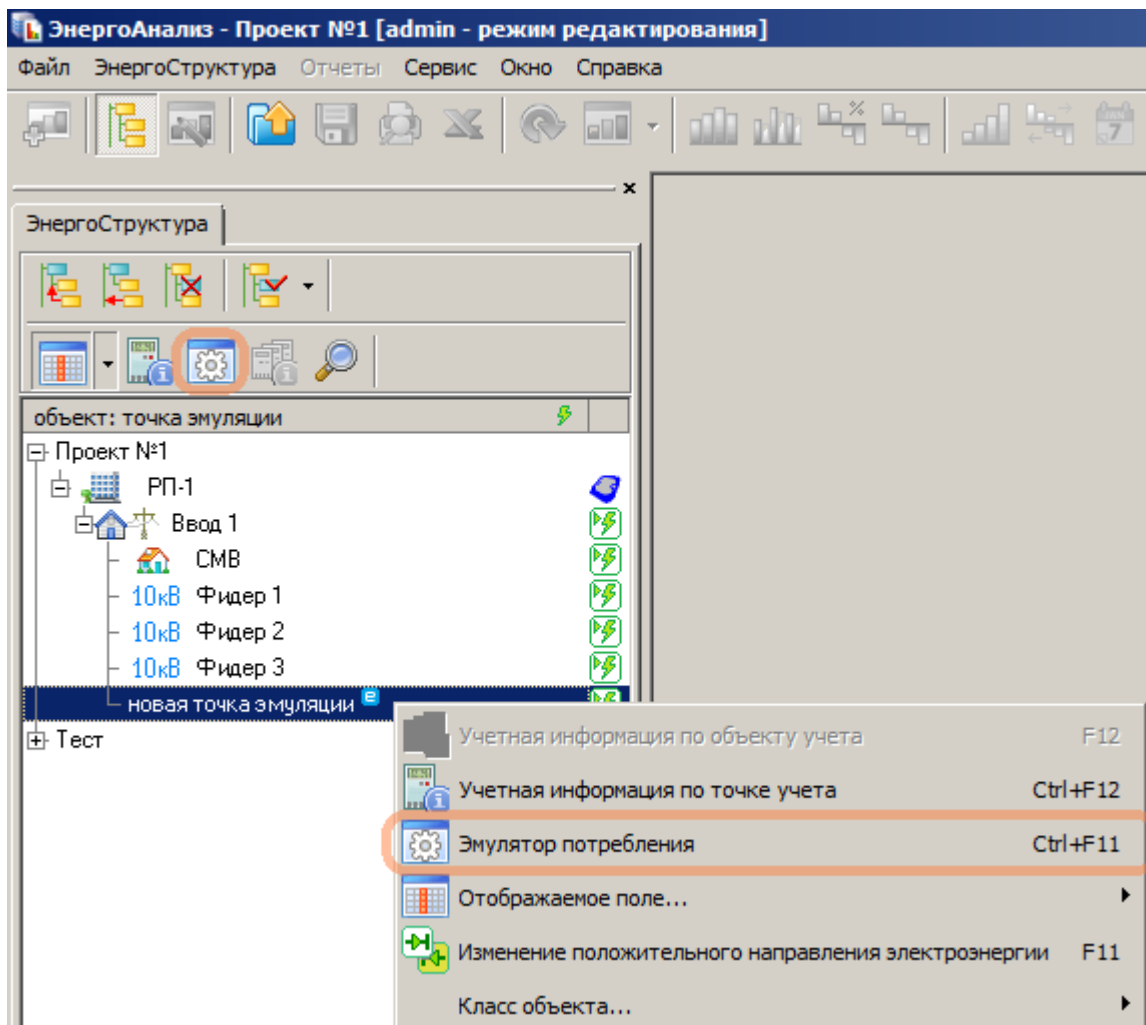 ЭнергоАнализ - Проект №1 [admin - режим редактирования]
Файл ЭнергоСтруктура Отчеты Сервис Окно Справка
ЭнергоСтруктура
объект: точка эмуляции
Проект №1
РП-1
Ввод 1
СМВ
10кВ Фидер 1
10кВ Фидер 2
10кВ Фидер 3
новая точка эмуляции e
Тест
Учетная информация по объекту учета F12
Учетная информация по точке учета Ctrl+F12
Эмулятор потребления Ctrl+F11
Отображаемое поле...
Изменение положительного направления электроэнергии F11
Класс объекта...